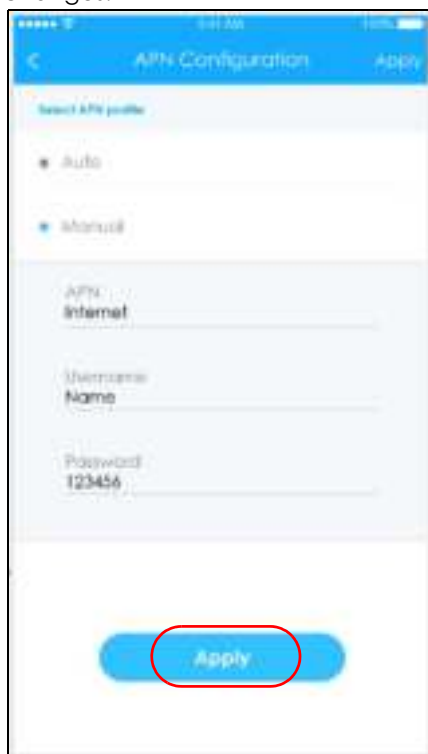 APN Configuration
Apply
Select APN profile
Auto
Manual
APN
Internet
Username
Name
Password
123456
Apply